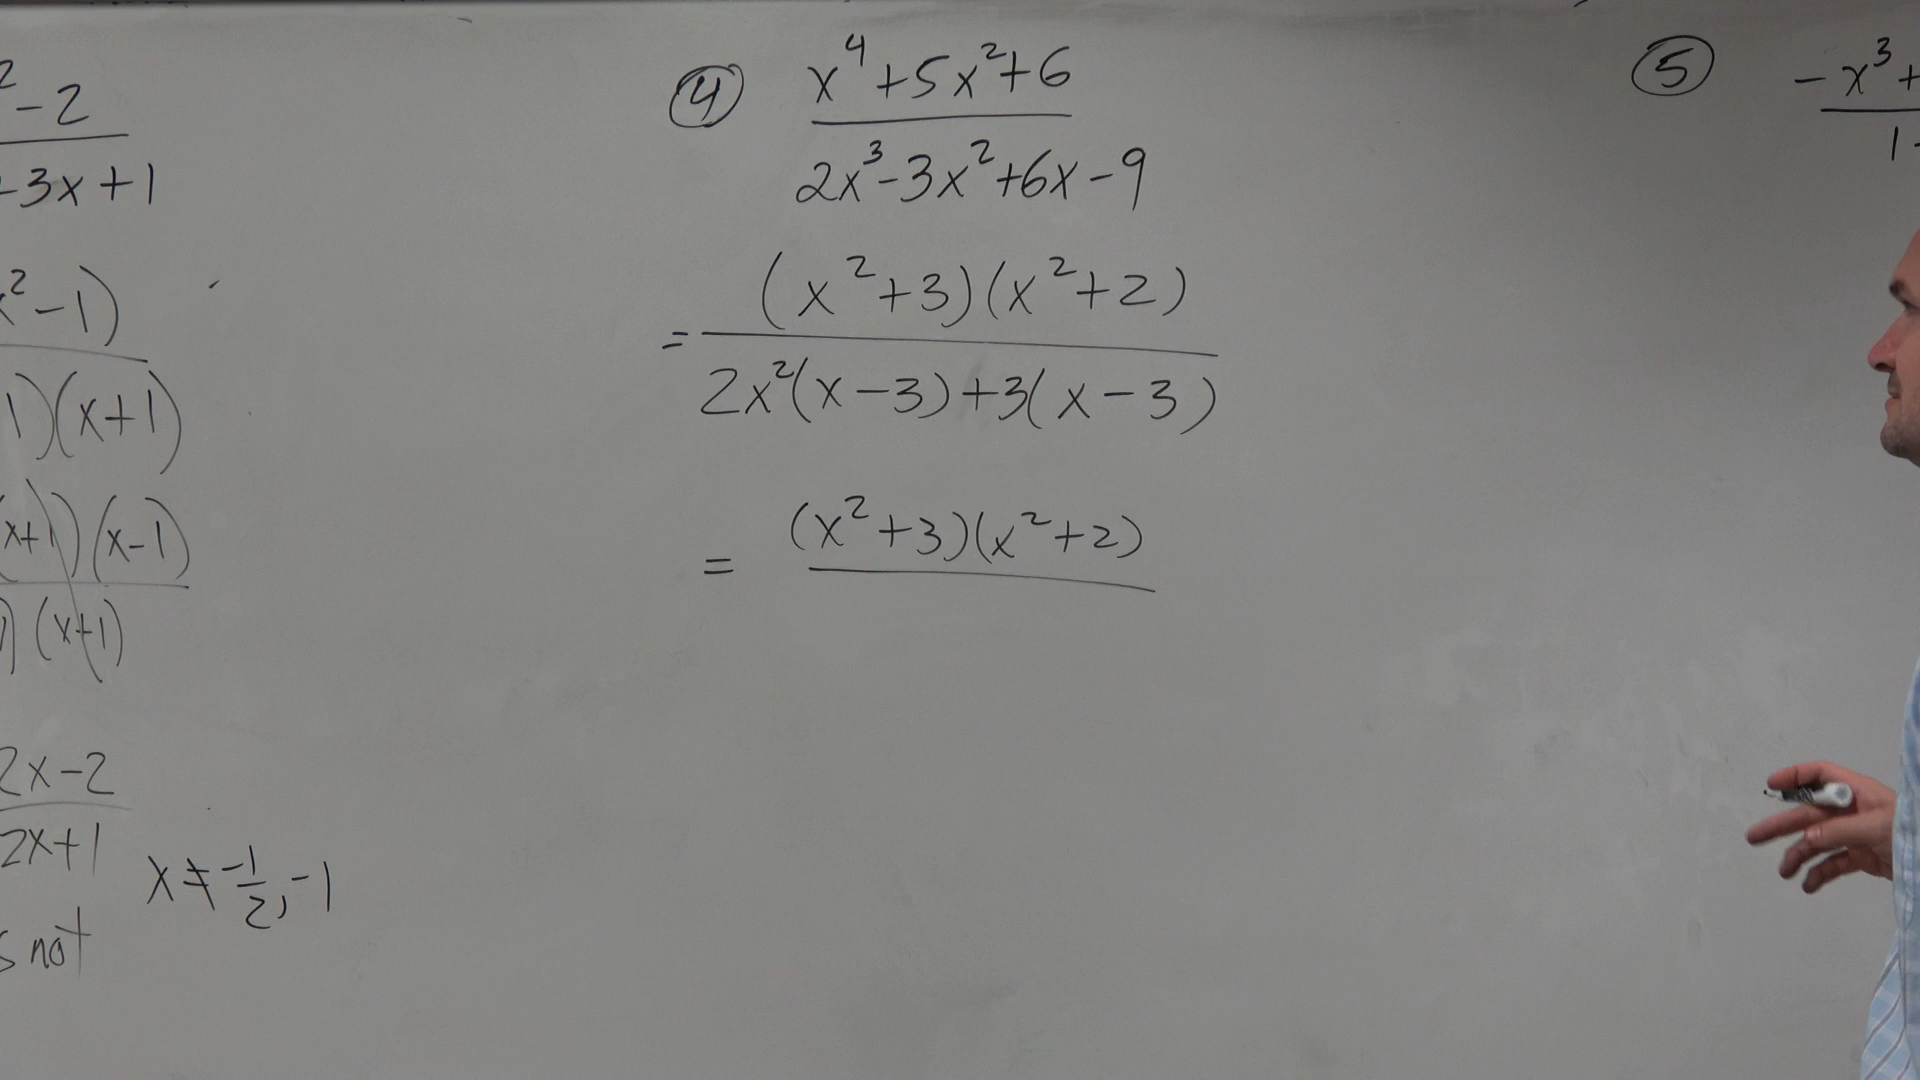 ² - 2
+3x+1
x² - 1)
1)(x+1)
(x+1)(x-1)
)(x+1)
2x-2
2x+1
x ≠ -1/2, -1
s not
④ x⁴+5x²+6
2x³-3x²+6x-9
(x²+3)(x²+2)
=
2x²(x-3)+3(x-3)
(x²+3)(x²+2)
=
⑤ -x³+
1-